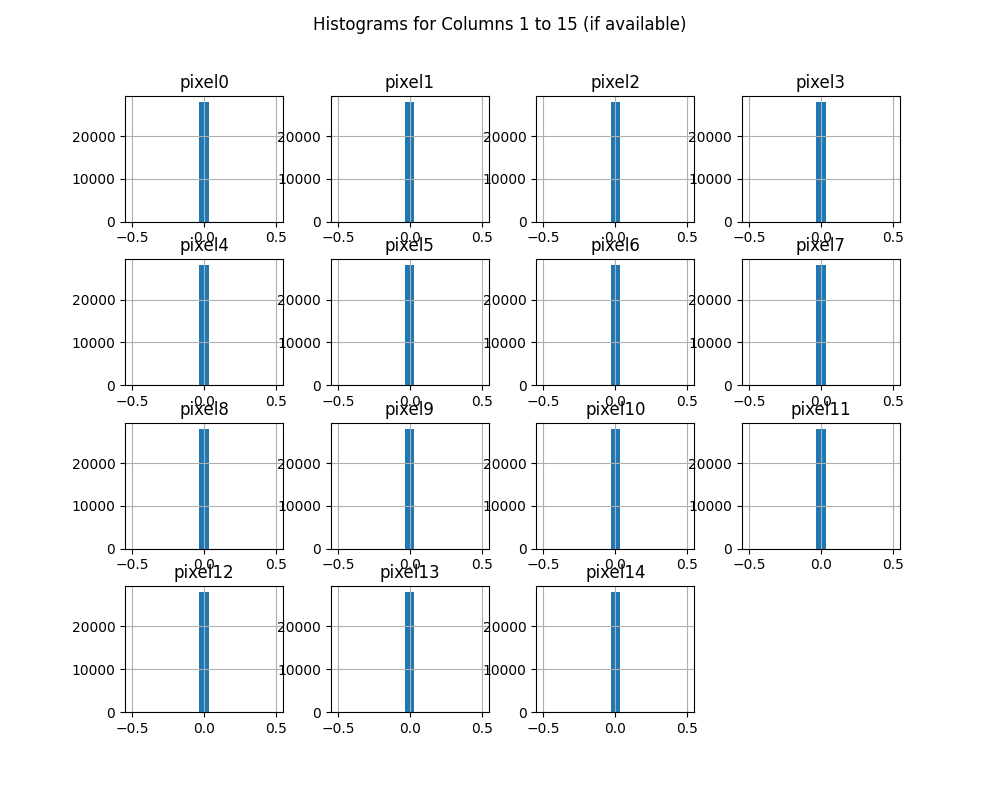 Histograms for Columns 1 to 15 (if available)
pixel0 pixel1 pixel2 pixel3
20000 20000 20000 20000
10000 10000 10000 10000
0 0 0 0
−0.5 0.0 0.5 −0.5 0.0 0.5 −0.5 0.0 0.5 −0.5 0.0 0.5
pixel4 pixel5 pixel6 pixel7
20000 20000 20000 20000
10000 10000 10000 10000
0 0 0 0
−0.5 0.0 0.5 −0.5 0.0 0.5 −0.5 0.0 0.5 −0.5 0.0 0.5
pixel8 pixel9 pixel10 pixel11
20000 20000 20000 20000
10000 10000 10000 10000
0 0 0 0
−0.5 0.0 0.5 −0.5 0.0 0.5 −0.5 0.0 0.5 −0.5 0.0 0.5
pixel12 pixel13 pixel14
20000 20000 20000
10000 10000 10000
0 0 0
−0.5 0.0 0.5 −0.5 0.0 0.5 −0.5 0.0 0.5